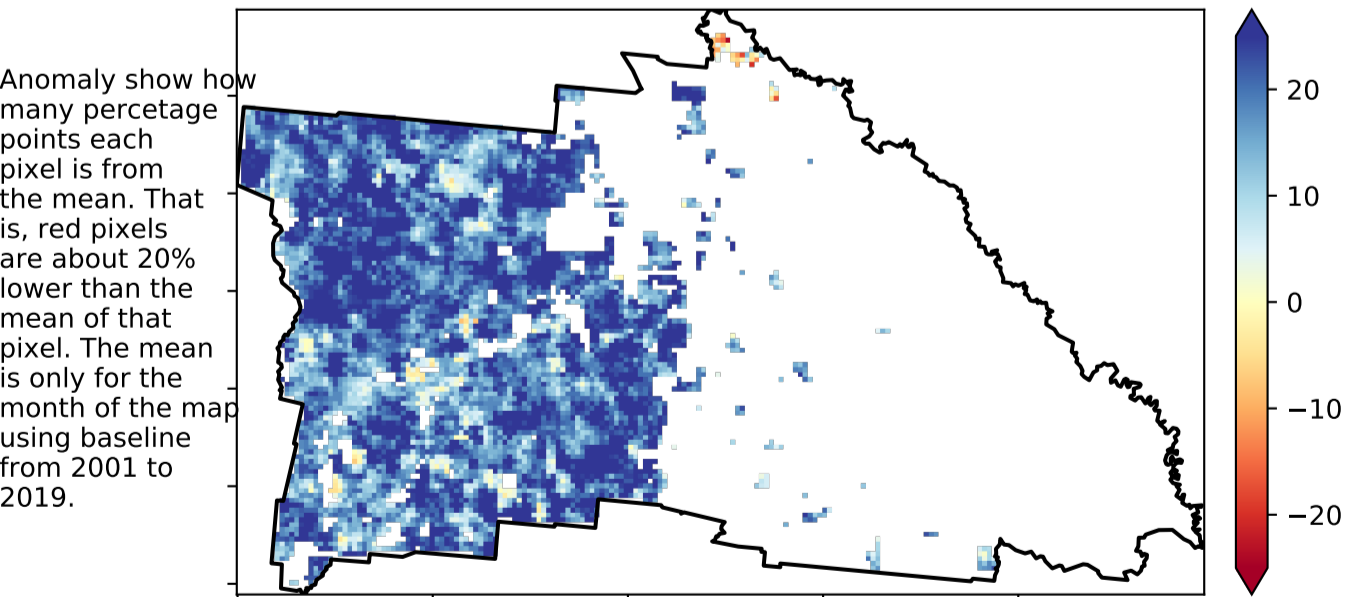 Anomaly show how
many percetage
points each
pixel is from
the mean. That
is, red pixels
are about 20%
lower than the
mean of that
pixel. The mean
is only for the
month of the map
using baseline
from 2001 to
2019.
20
10
0
−10
−20